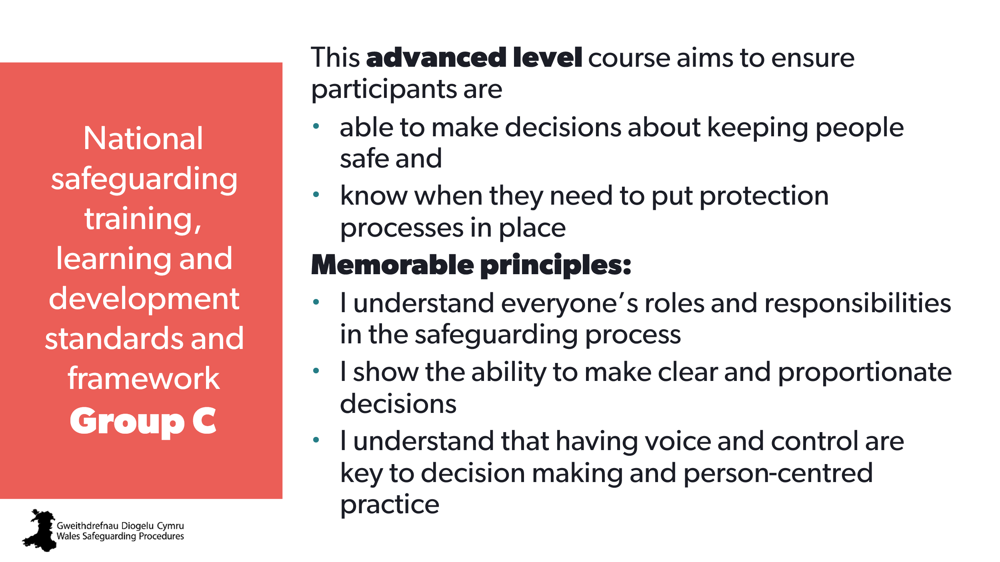 National
safeguarding
training,
learning and
development
standards and
framework
Group C
This advanced level course aims to ensure
participants are
• able to make decisions about keeping people
safe and
• know when they need to put protection
processes in place
Memorable principles:
• I understand everyone’s roles and responsibilities
in the safeguarding process
• I show the ability to make clear and proportionate
decisions
• I understand that having voice and control are
key to decision making and person-centred
practice
Gweithdrefnau Diogelu Cymru
Wales Safeguarding Procedures